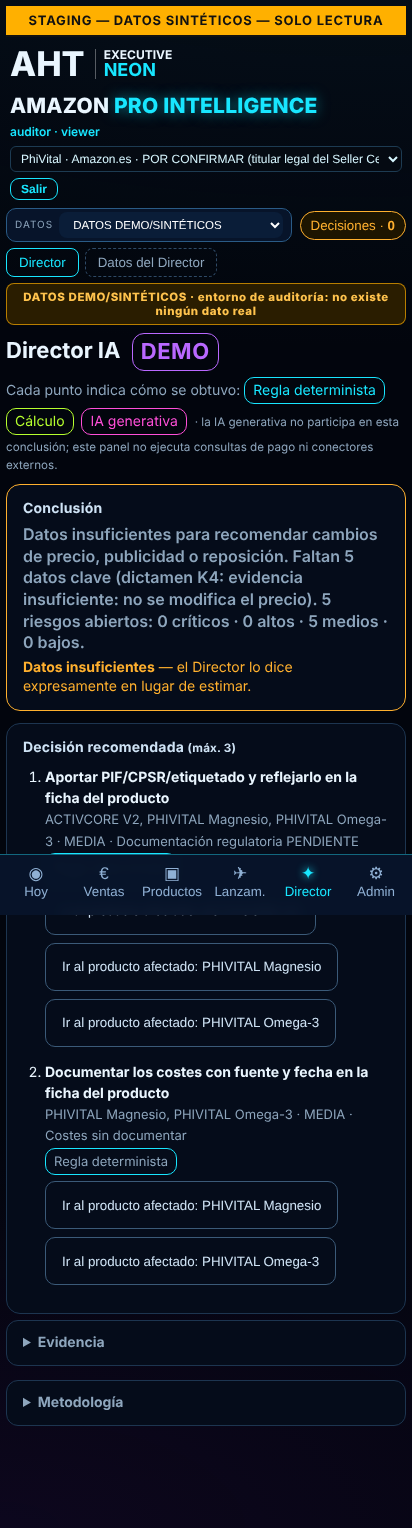 STAGING — DATOS SINTÉTICOS — SOLO LECTURA
AHT
EXECUTIVE
NEON
AMAZON PRO INTELLIGENCE
auditor · viewer
PhiVital · Amazon.es · POR CONFIRMAR (titular legal del Seller Ce
Salir
DATOS
DATOS DEMO/SINTÉTICOS
Decisiones · 0
Director
Datos del Director
DATOS DEMO/SINTÉTICOS · entorno de auditoría: no existe
ningún dato real
Director IA
DEMO
Cada punto indica cómo se obtuvo: Regla determinista
Cálculo IA generativa · la IA generativa no participa en esta
conclusión; este panel no ejecuta consultas de pago ni conectores
externos.
Conclusión
Datos insuficientes para recomendar cambios
de precio, publicidad o reposición. Faltan 5
datos clave (dictamen K4: evidencia
insuficiente: no se modifica el precio). 5
riesgos abiertos: 0 críticos · 0 altos · 5 medios ·
0 bajos.
Datos insuficientes — el Director lo dice
expresamente en lugar de estimar.
Decisión recomendada (máx. 3)
1. Aportar PIF/CPSR/etiquetado y reflejarlo en la
ficha del producto
ACTIVCORE V2, PHIVITAL Magnesio, PHIVITAL Omega-
3 · MEDIA · Documentación regulatoria PENDIENTE
◉ € ▣ ✈ ✦ ⚙
Hoy Ventas Productos Lanzam. Director Admin
Ir al producto afectado: PHIVITAL Magnesio
Ir al producto afectado: PHIVITAL Omega-3
2. Documentar los costes con fuente y fecha en la
ficha del producto
PHIVITAL Magnesio, PHIVITAL Omega-3 · MEDIA ·
Costes sin documentar
Regla determinista
Ir al producto afectado: PHIVITAL Magnesio
Ir al producto afectado: PHIVITAL Omega-3
▶ Evidencia
▶ Metodología